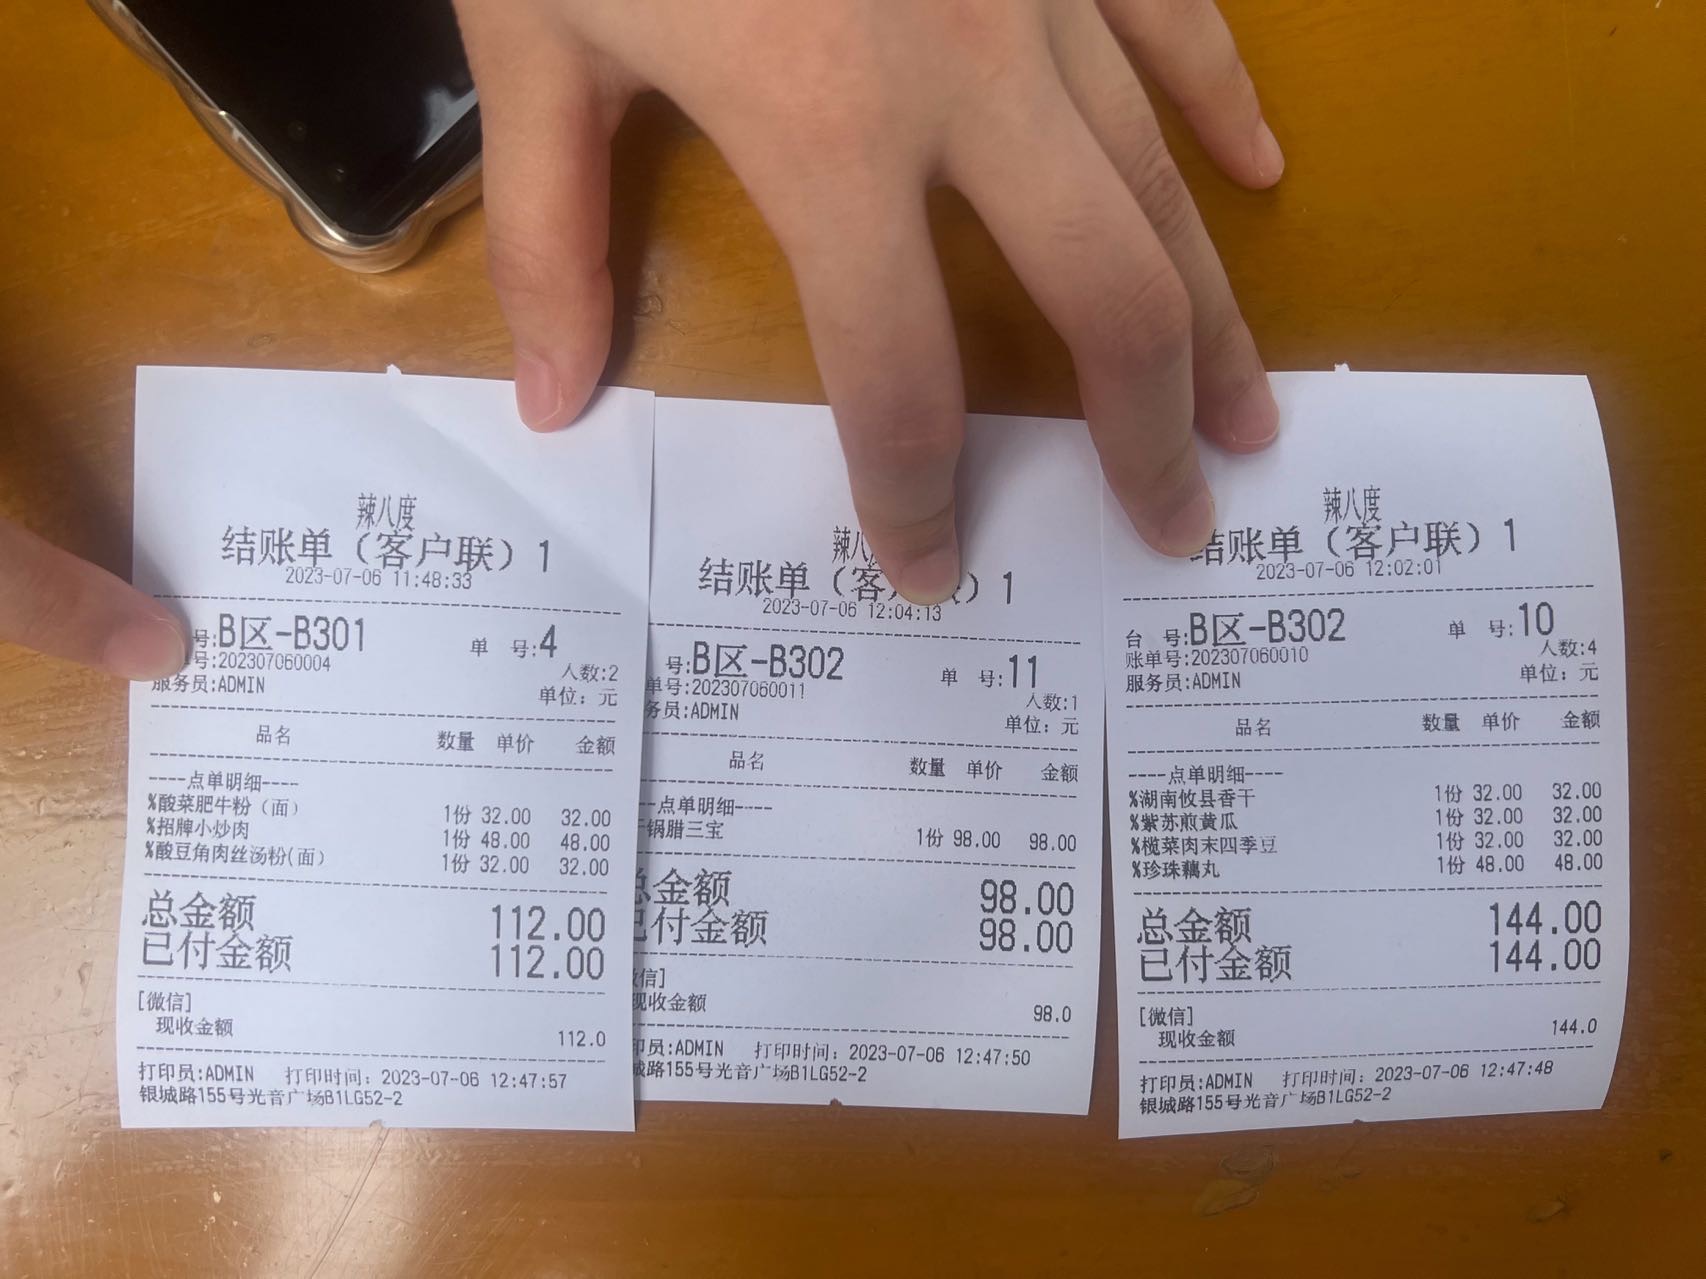 辣八度
结账单（客户联）1
2023-07-06 11:48:33
号:B区-B301 单 号:4
号:202307060004 人数:2
服务员:ADMIN 单位：元
品名 数量 单价 金额
----点单明细-----
%酸菜肥牛粉（面） 1份 32.00 32.00
%招牌小炒肉 1份 48.00 48.00
%酸豆角肉丝汤粉(面） 1份 32.00 32.00
总金额 112.00
已付金额 112.00
[微信]
现收金额 112.0
打印员:ADMIN 打印时间：2023-07-06 12:47:57
银城路155号光音广场B1LG52-2
辣八
结账单（客 ）1
2023-07-06 12:04:13
号:B区-B302 单 号:11
单号:202307060011 人数:1
务员:ADMIN 单位：元
品名 数量 单价 金额
--点单明细-----
锅腊三宝 1份 98.00 98.00
总金额 98.00
已付金额 98.00
信]
现收金额 98.0
印员:ADMIN 打印时间：2023-07-06 12:47:50
城路155号光音广场B1LG52-2
辣八度
结账单（客户联）1
2023-07-06 12:02:01
台 号:B区-B302 单 号:10
账单号:202307060010 人数:4
服务员:ADMIN 单位：元
品名 数量 单价 金额
----点单明细----
%湖南攸县香干 1份 32.00 32.00
%紫苏煎黄瓜 1份 32.00 32.00
%榄菜肉末四季豆 1份 32.00 32.00
%珍珠藕丸 1份 48.00 48.00
总金额 144.00
已付金额 144.00
[微信]
现收金额 144.0
打印员:ADMIN 打印时间：2023-07-06 12:47:48
银城路155号光音广场B1LG52-2